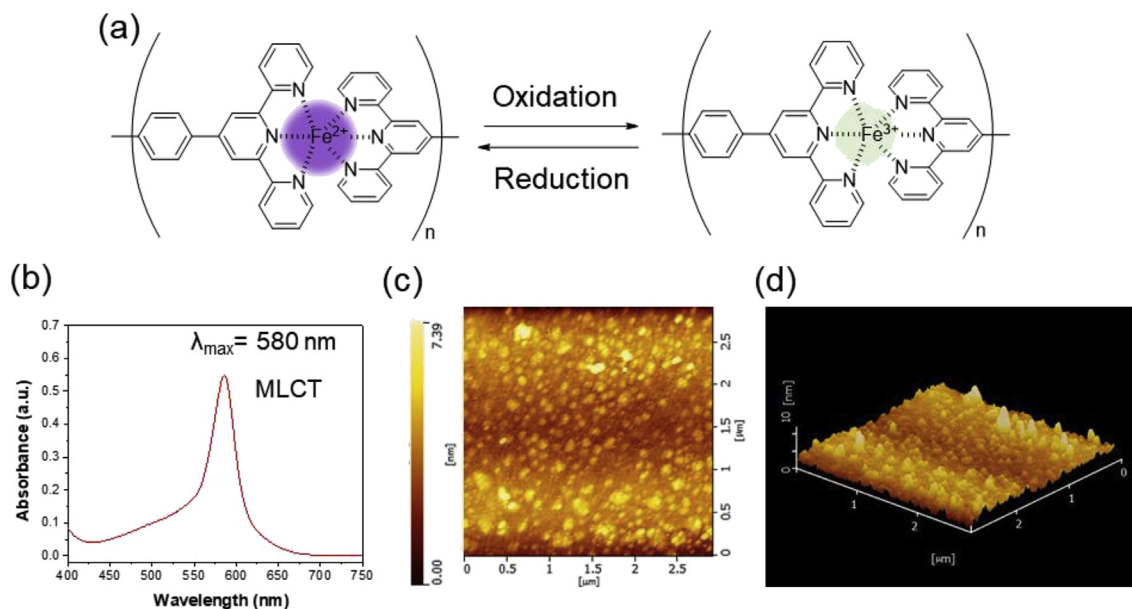 (a)
N N
N Fe2+ N
N N
n
Oxidation
Reduction
N N
N Fe3+ N
N N
n
(b)
λmax= 580 nm
MLCT
Absorbance (a.u.)
0.7
0.6
0.5
0.4
0.3
0.2
0.1
0.0
400 450 500 550 600 650 700 750
Wavelength (nm)
(c)
7.39
[nm]
0.00
2.5
2
1.5
1
0.5
0
[μm]
0 0.5 1 1.5 2 2.5
[μm]
(d)
[nm]
10
0
1
2
[μm]
2
1
0